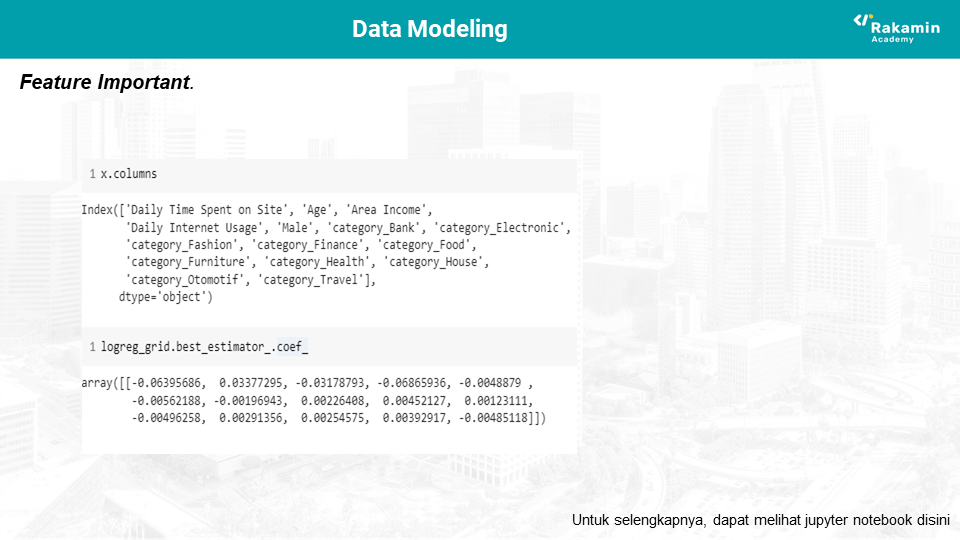 Data Modeling
Rakamin
Academy
Feature Important.
1 x.columns
Index(['Daily Time Spent on Site', 'Age', 'Area Income',
'Daily Internet Usage', 'Male', 'category_Bank', 'category_Electronic',
'category_Fashion', 'category_Finance', 'category_Food',
'category_Furniture', 'category_Health', 'category_House',
'category_Otomotif', 'category_Travel'],
dtype='object')
1 logreg_grid.best_estimator_.coef_
array([[-0.06395686, 0.03377295, -0.03178793, -0.06865936, -0.0048879 ,
-0.00562188, -0.00196943, 0.00226408, 0.00452127, 0.00123111,
-0.00496258, 0.00291356, 0.00254575, 0.00392917, -0.00485118]])
Untuk selengkapnya, dapat melihat jupyter notebook disini